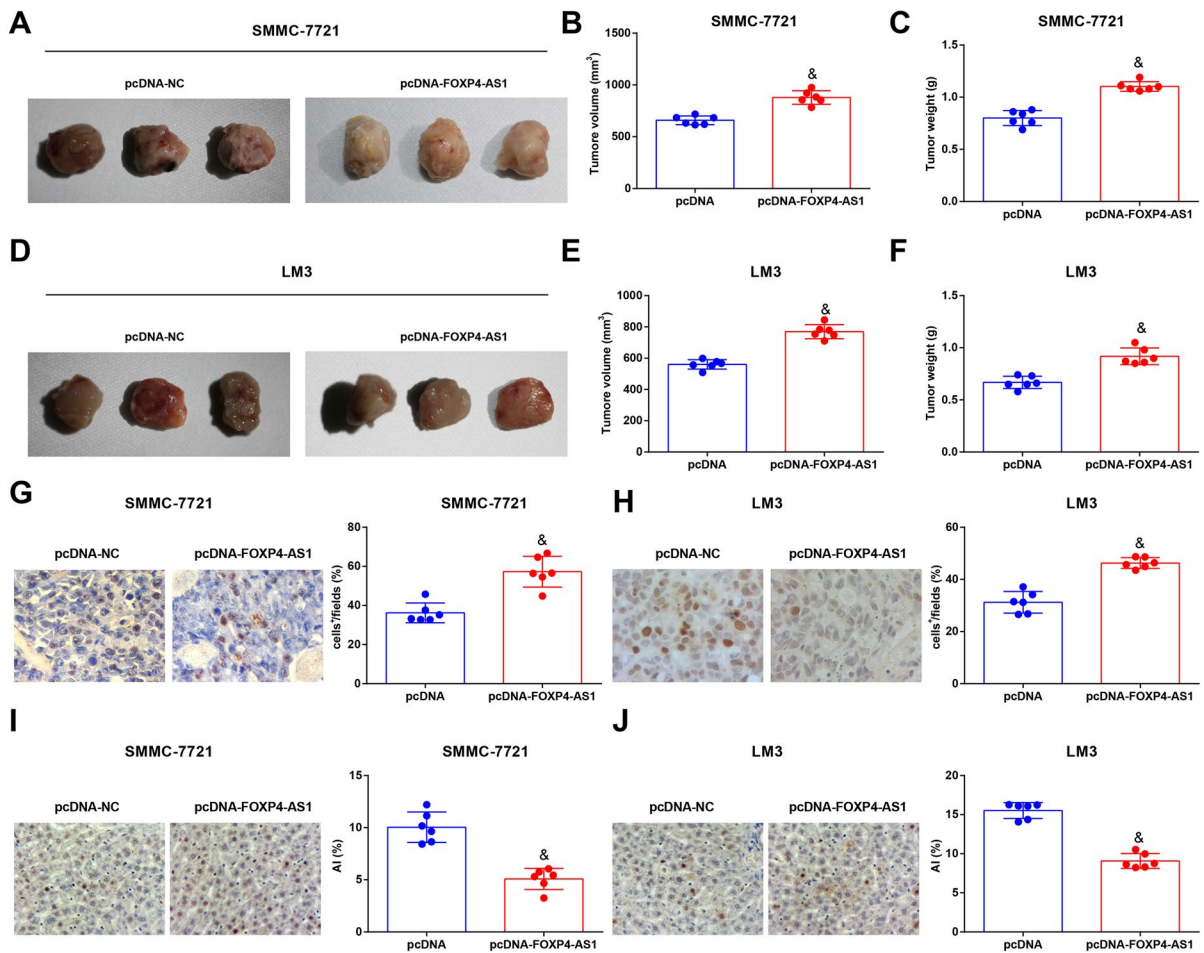 A
SMMC-7721
pcDNA-NC
pcDNA-FOXP4-AS1
B
SMMC-7721
Tumore volume (mm³)
1500
1000
500
0
&
pcDNA
pcDNA-FOXP4-AS1
C
SMMC-7721
Tumor weight (g)
1.5
1.0
0.5
0.0
&
pcDNA
pcDNA-FOXP4-AS1
D
LM3
pcDNA-NC
pcDNA-FOXP4-AS1
E
LM3
Tumore volume (mm³)
1000
800
600
400
200
0
&
pcDNA
pcDNA-FOXP4-AS1
F
LM3
Tumor weight (g)
1.5
1.0
0.5
0.0
&
pcDNA
pcDNA-FOXP4-AS1
G
SMMC-7721
pcDNA-NC
pcDNA-FOXP4-AS1
SMMC-7721
cells⁺/fields (%)
80
60
40
20
0
&
pcDNA
pcDNA-FOXP4-AS1
H
LM3
pcDNA-NC
pcDNA-FOXP4-AS1
LM3
cells⁺/fields (%)
60
40
20
0
&
pcDNA
pcDNA-FOXP4-AS1
I
SMMC-7721
pcDNA-NC
pcDNA-FOXP4-AS1
SMMC-7721
AI (%)
15
10
5
0
&
pcDNA
pcDNA-FOXP4-AS1
J
LM3
pcDNA-NC
pcDNA-FOXP4-AS1
LM3
AI (%)
20
15
10
5
0
&
pcDNA
pcDNA-FOXP4-AS1